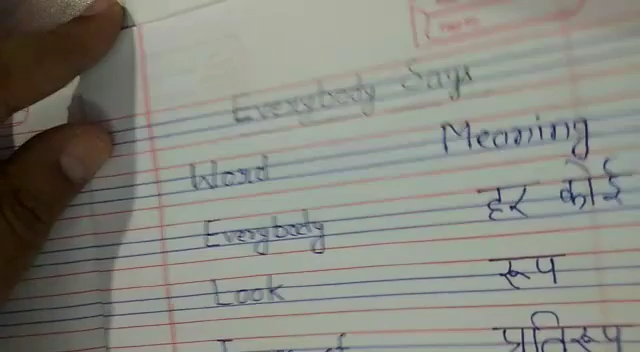 Everybody Says
Word Meaning
Everybody हर कोई
Look रूप
प्रतिरूप